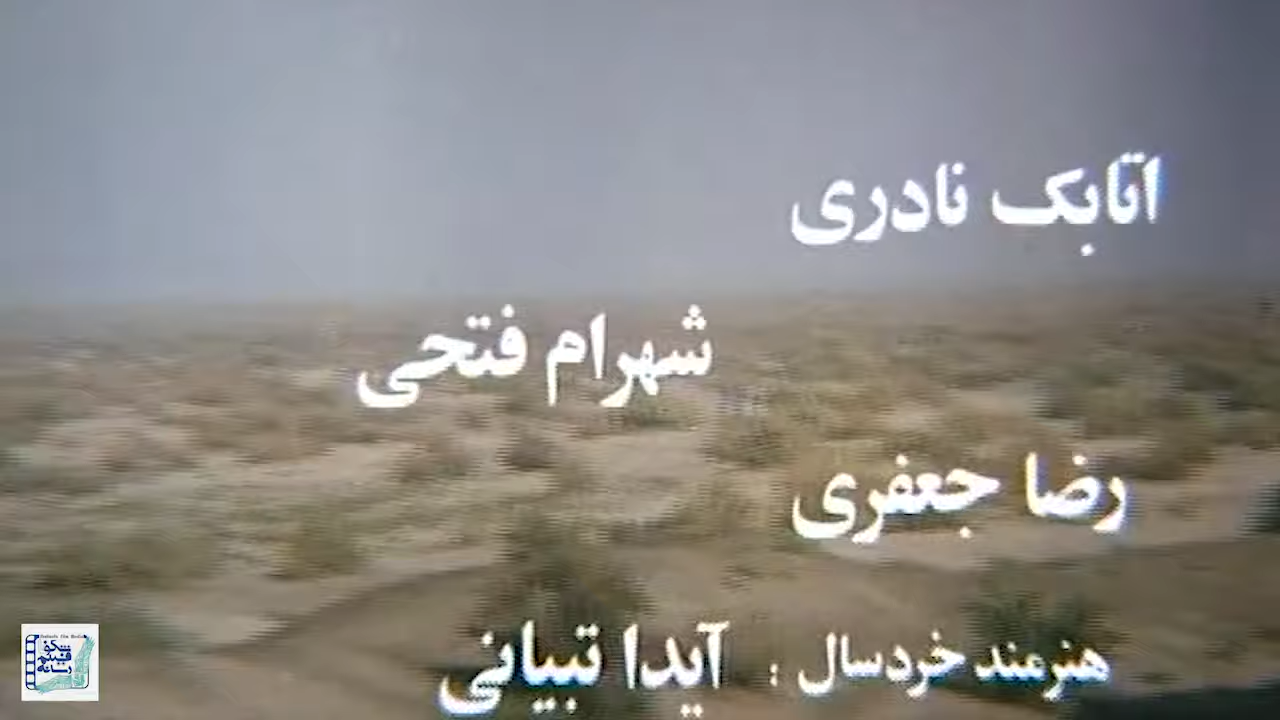 اتابک نادری
شهرام فتحی
رضا جعفری
هنرمند خردسال : آیدا تبیانی